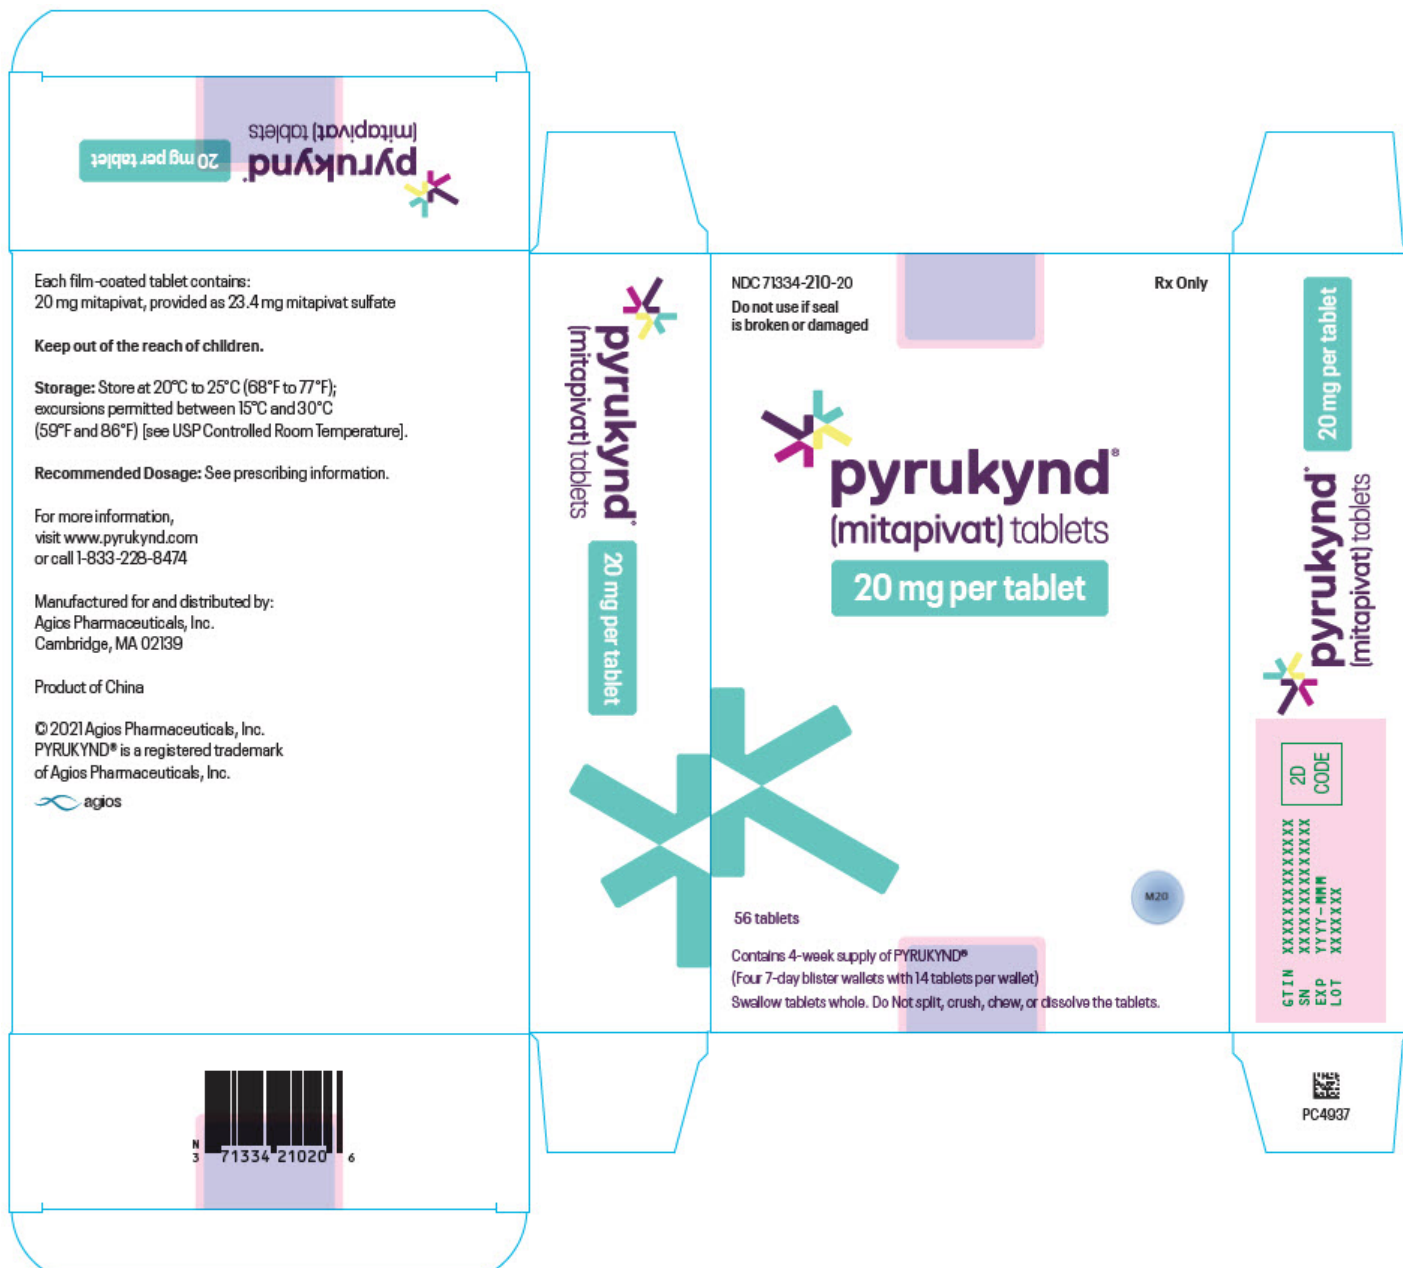 pyrukynd®
(mitapivat) tablets
20 mg per tablet
Each film-coated tablet contains:
20 mg mitapivat, provided as 23.4 mg mitapivat sulfate
Keep out of the reach of children.
Storage: Store at 20°C to 25°C (68°F to 77°F);
excursions permitted between 15°C and 30°C
(59°F and 86°F) [see USP Controlled Room Temperature].
Recommended Dosage: See prescribing information.
For more information,
visit www.pyrukynd.com
or call 1-833-228-8474
Manufactured for and distributed by:
Agios Pharmaceuticals, Inc.
Cambridge, MA 02139
Product of China
© 2021 Agios Pharmaceuticals, Inc.
PYRUKYND® is a registered trademark
of Agios Pharmaceuticals, Inc.
agios
N
3 71334 21020 6
pyrukynd®
(mitapivat) tablets
20 mg per tablet
NDC 71334-210-20
Rx Only
Do not use if seal
is broken or damaged
pyrukynd®
(mitapivat) tablets
20 mg per tablet
M20
56 tablets
Contains 4-week supply of PYRUKYND®
(Four 7-day blister wallets with 14 tablets per wallet)
Swallow tablets whole. Do Not split, crush, chew, or dissolve the tablets.
pyrukynd®
(mitapivat) tablets
20 mg per tablet
2D
CODE
GTIN XXXXXXXXXXXXXX
SN XXXXXXXXXXXXXX
EXP YYYY-MMM
LOT XXXXXXX
PC4937